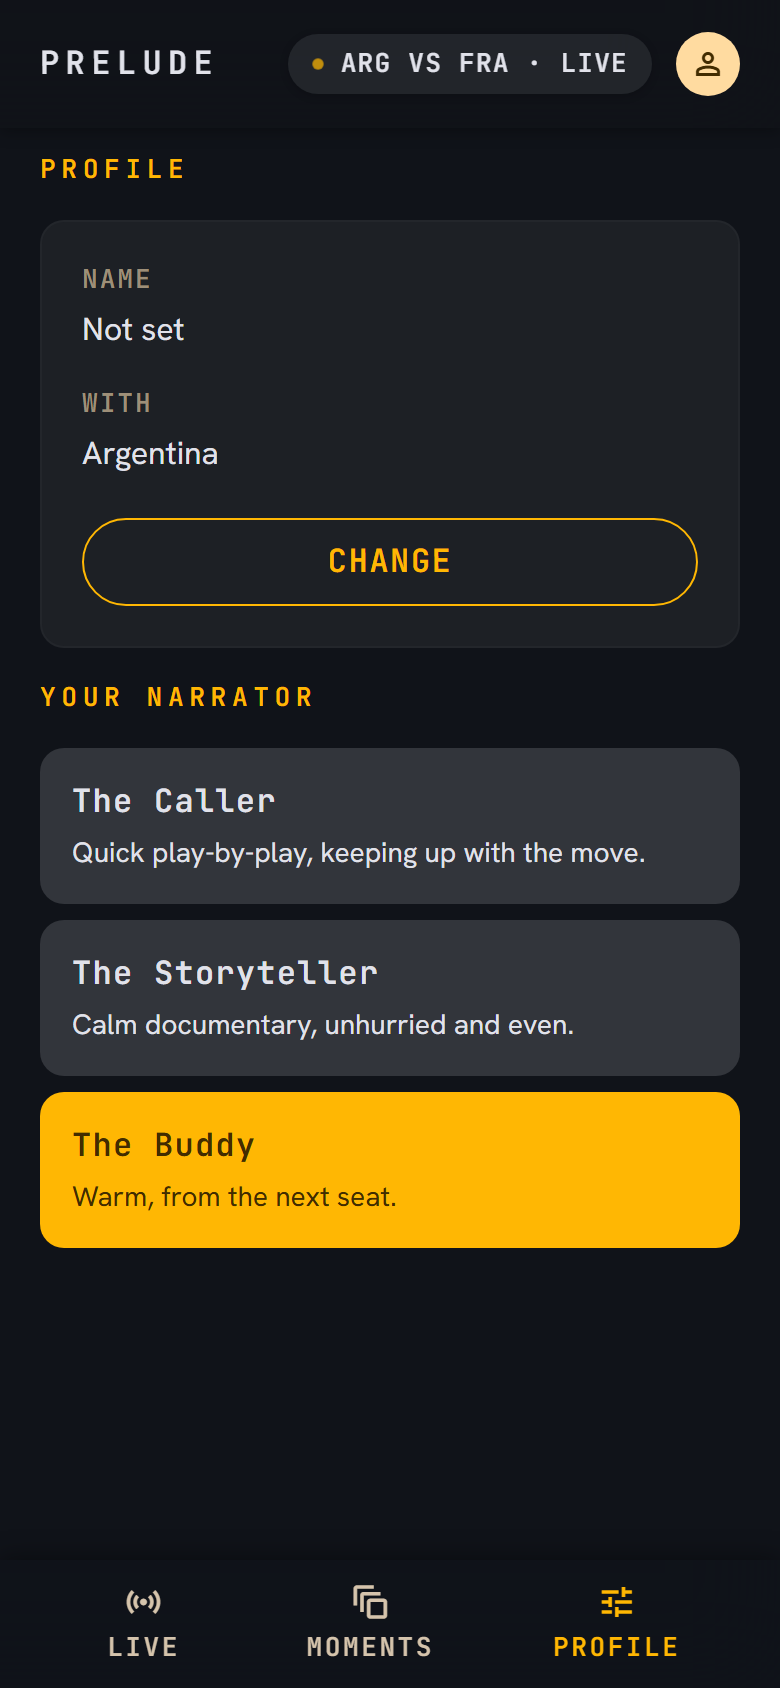 PRELUDE
ARG VS FRA · LIVE
PROFILE
NAME
Not set
WITH
Argentina
CHANGE
YOUR NARRATOR
The Caller
Quick play-by-play, keeping up with the move.
The Storyteller
Calm documentary, unhurried and even.
The Buddy
Warm, from the next seat.
LIVE
MOMENTS
PROFILE